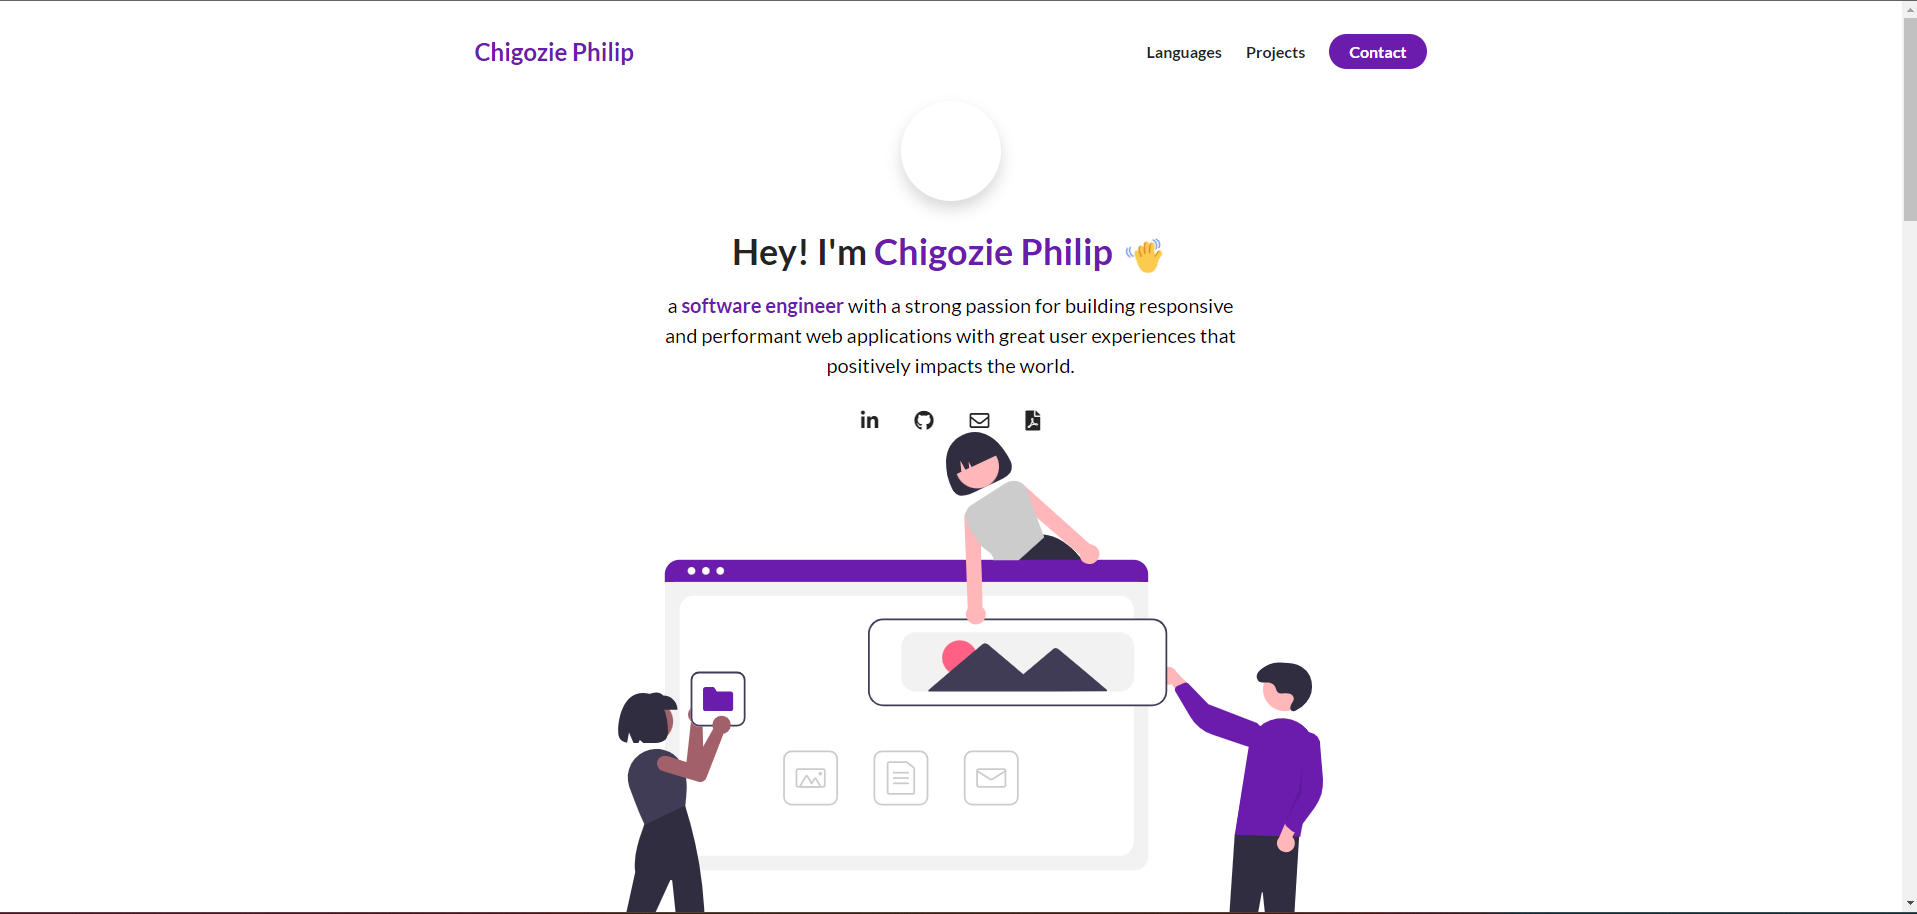 Chigozie Philip
Languages Projects Contact
Hey! I'm Chigozie Philip 👋
a software engineer with a strong passion for building responsive
and performant web applications with great user experiences that
positively impacts the world.
in